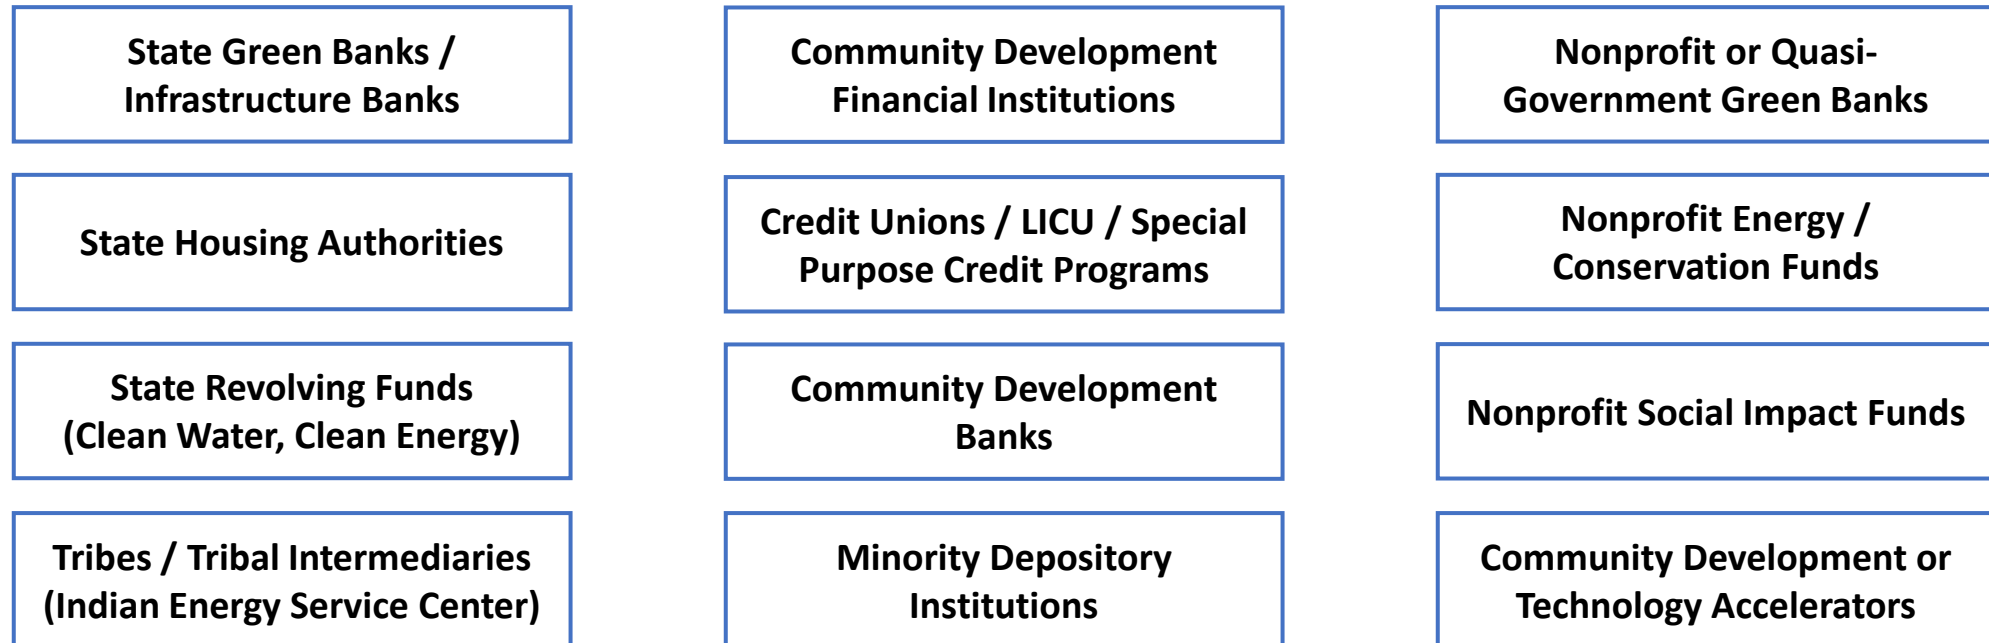 State Green Banks /
Infrastructure Banks
Community Development
Financial Institutions
Nonprofit or Quasi-
Government Green Banks
State Housing Authorities
Credit Unions / LICU / Special
Purpose Credit Programs
Nonprofit Energy /
Conservation Funds
State Revolving Funds
(Clean Water, Clean Energy)
Community Development
Banks
Nonprofit Social Impact Funds
Tribes / Tribal Intermediaries
(Indian Energy Service Center)
Minority Depository
Institutions
Community Development or
Technology Accelerators